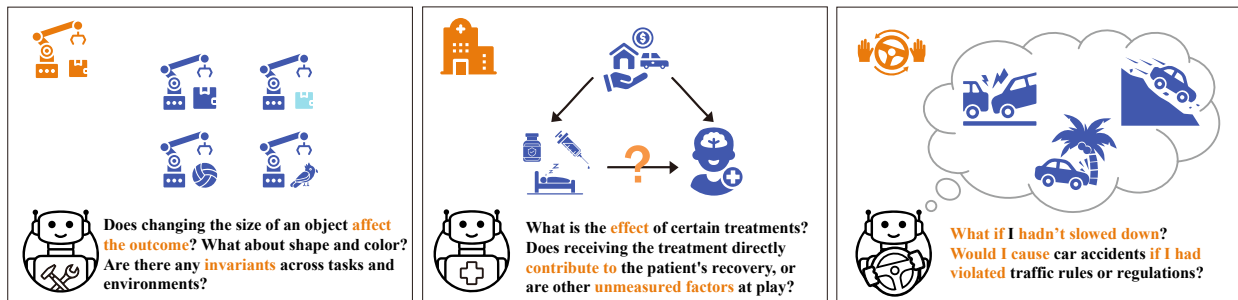 Does changing the size of an object affect
the outcome? What about shape and color?
Are there any invariants across tasks and
environments?
$
?
What is the effect of certain treatments?
Does receiving the treatment directly
contribute to the patient's recovery, or
are other unmeasured factors at play?
What if I hadn't slowed down?
Would I cause car accidents if I had
violated traffic rules or regulations?